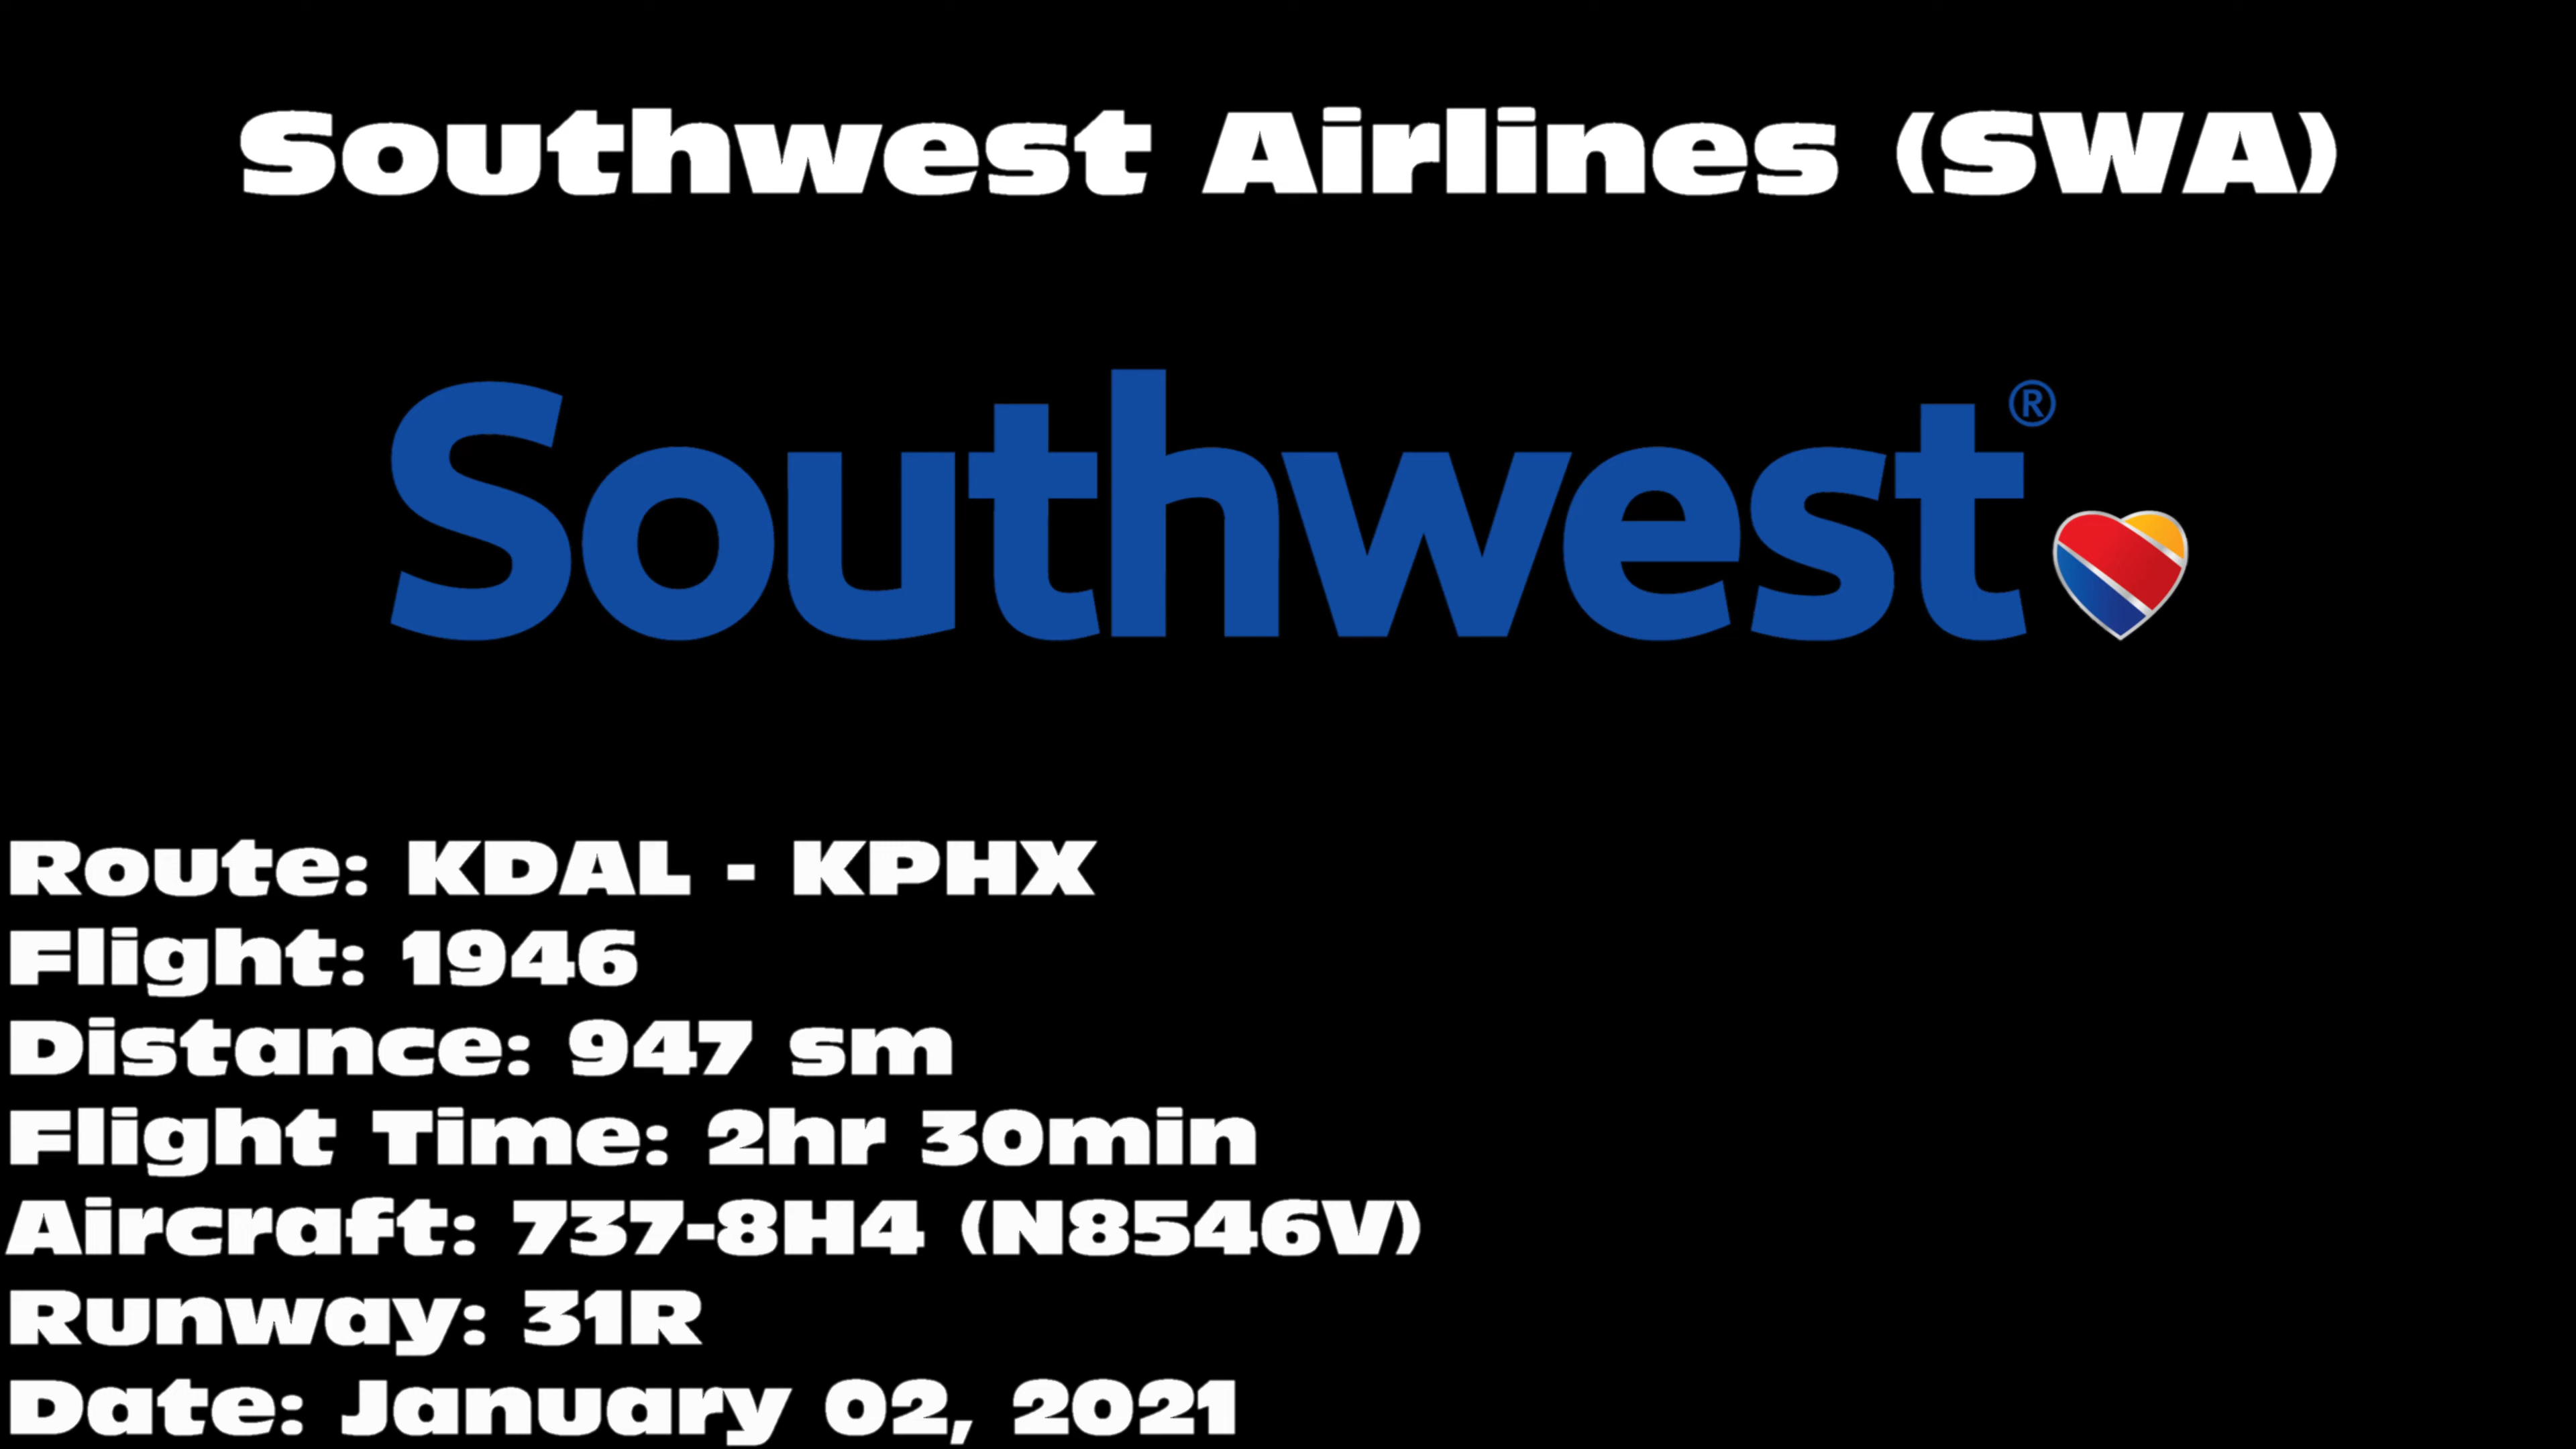 Southwest Airlines (SWA)
Southwest®
Route: KDAL - KPHX
Flight: 1946
Distance: 947 sm
Flight Time: 2hr 30min
Aircraft: 737-8H4 (N8546V)
Runway: 31R
Date: January 02, 2021